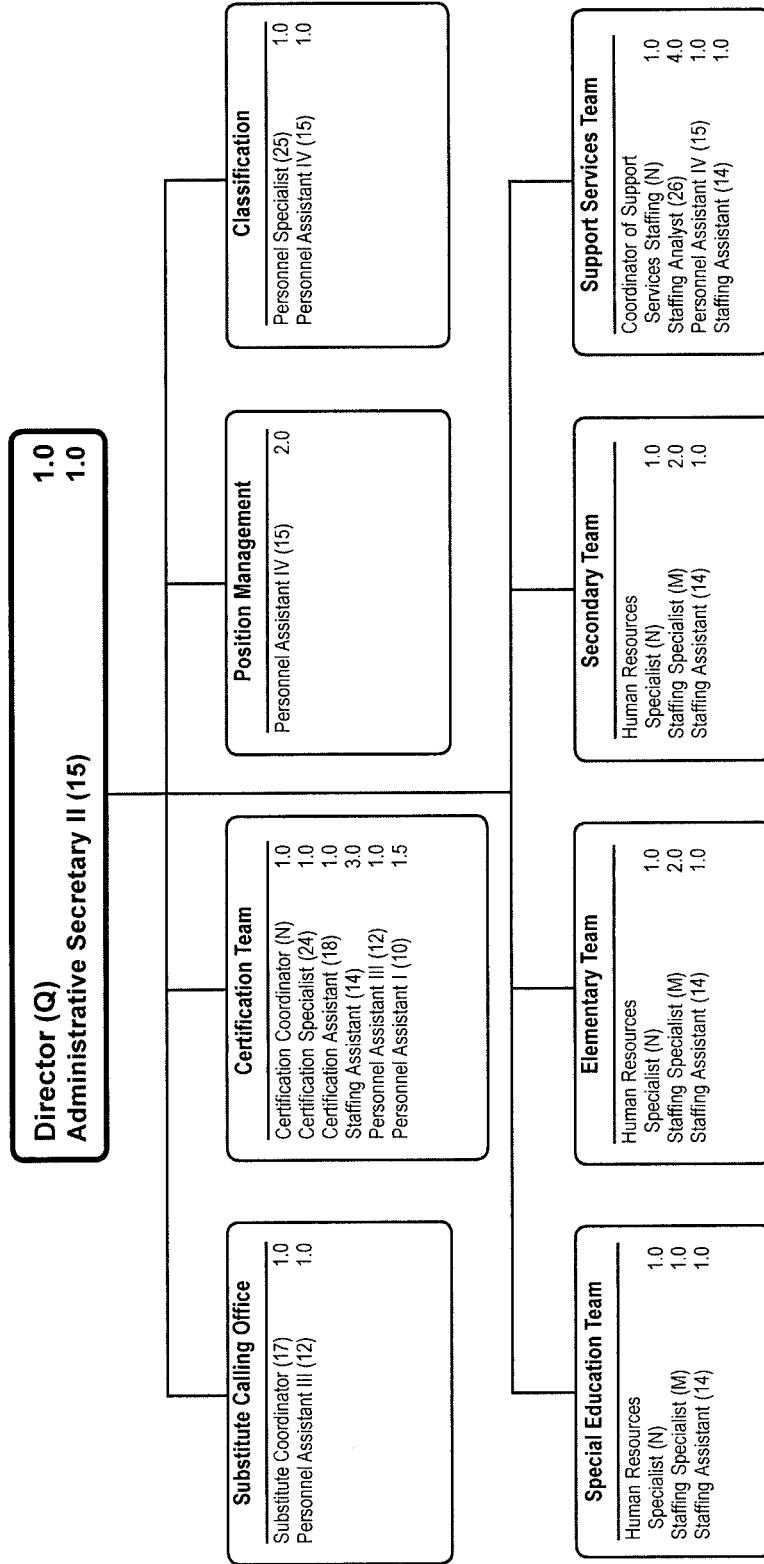 Director (Q) 1.0
Administrative Secretary II (15) 1.0
Substitute Calling Office
Substitute Coordinator (17) 1.0
Personnel Assistant III (12) 1.0
Certification Team
Certification Coordinator (N) 1.0
Certification Specialist (24) 1.0
Certification Assistant (18) 1.0
Staffing Assistant (14) 3.0
Personnel Assistant III (12) 1.0
Personnel Assistant I (10) 1.5
Position Management
Personnel Assistant IV (15) 2.0
Classification
Personnel Specialist (25) 1.0
Personnel Assistant IV (15) 1.0
Special Education Team
Human Resources
Specialist (N) 1.0
Staffing Specialist (M) 1.0
Staffing Assistant (14) 1.0
Elementary Team
Human Resources
Specialist (N) 1.0
Staffing Specialist (M) 2.0
Staffing Assistant (14) 1.0
Secondary Team
Human Resources
Specialist (N) 1.0
Staffing Specialist (M) 2.0
Staffing Assistant (14) 1.0
Support Services Team
Coordinator of Support
Services Staffing (N) 1.0
Staffing Analyst (26) 4.0
Personnel Assistant IV (15) 1.0
Staffing Assistant (14) 1.0